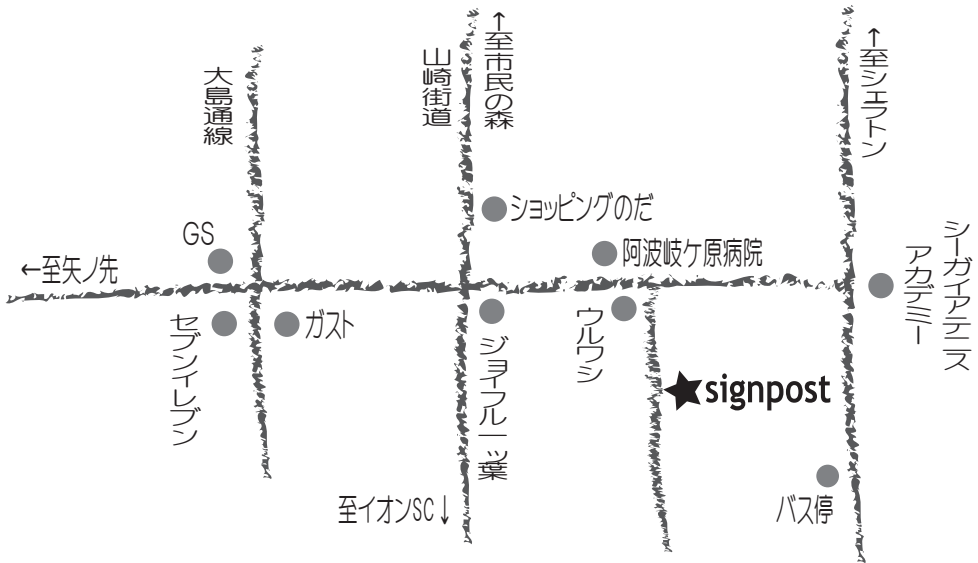 大島通線
山崎街道
↑至市民の森
↑至シェラトン
ショッピングのだ
GS
阿波岐ケ原病院
←至矢ノ先
シーガイアテニス
アカデミー
セブンイレブン
ガスト
ジョイフル一ッ葉
ウルワシ
signpost
至イオンSC↓
バス停